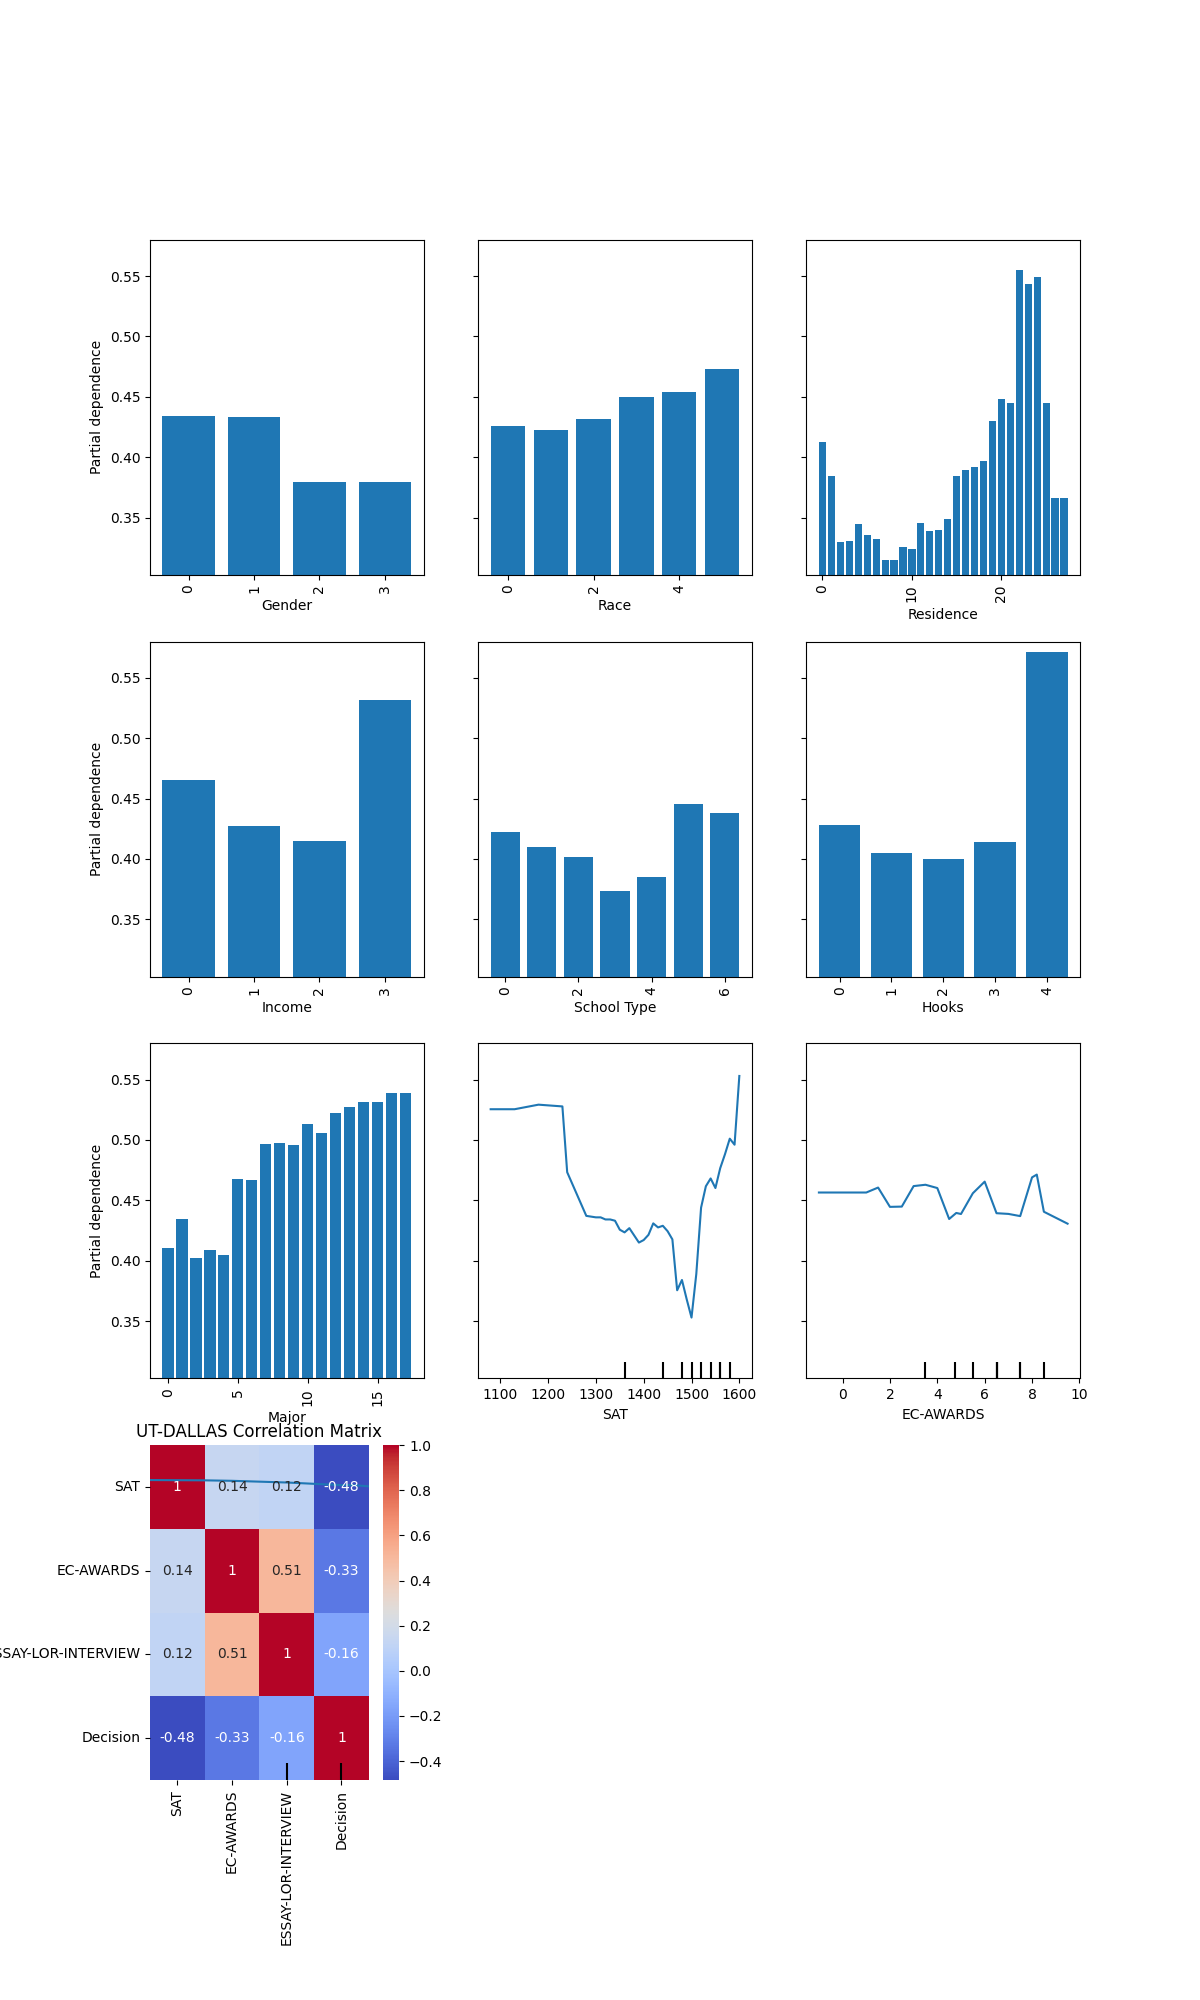 0.55
0.50
0.45
0.40
0.35
Partial dependence
0 1 2 3
Gender
0 2 4
Race
0 10 20
Residence
0.55
0.50
0.45
0.40
0.35
Partial dependence
0 1 2 3
Income
0 2 4 6
School Type
0 1 2 3 4
Hooks
0.55
0.50
0.45
0.40
0.35
Partial dependence
0 5 10 15
Major
1100 1200 1300 1400 1500 1600
SAT
0 2 4 6 8 10
EC-AWARDS
UT-DALLAS Correlation Matrix
SAT 1 0.14 0.12 -0.48
EC-AWARDS 0.14 1 0.51 -0.33
SSAY-LOR-INTERVIEW 0.12 0.51 1 -0.16
Decision -0.48 -0.33 -0.16 1
SAT EC-AWARDS ESSAY-LOR-INTERVIEW Decision
1.0
0.8
0.6
0.4
0.2
0.0
−0.2
−0.4